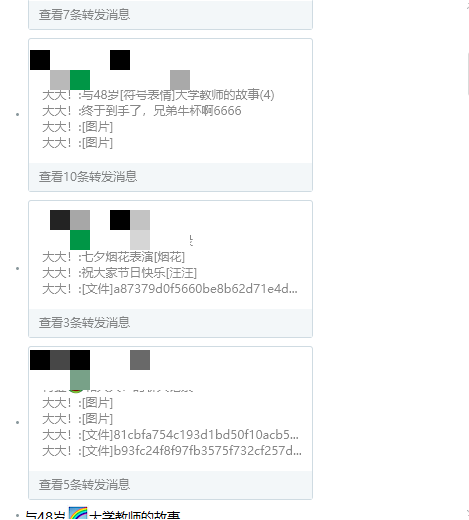 查看7条转发消息
大大！:与48岁[符号表情]大学教师的故事(4)
大大！:终于到手了，兄弟牛杯啊6666
大大！:[图片]
大大！:[图片]
查看10条转发消息
大大！:七夕烟花表演[烟花]
大大！:祝大家节日快乐[汪汪]
大大！:[文件]a87379d0f5660be8b62d71e4d...
查看3条转发消息
大大！:[图片]
大大！:[图片]
大大！:[文件]81cbfa754c193d1bd50f10acb5...
大大！:[文件]b93fc24f8f97fb3575f732cf257d...
查看5条转发消息
与48岁大学教师的故事